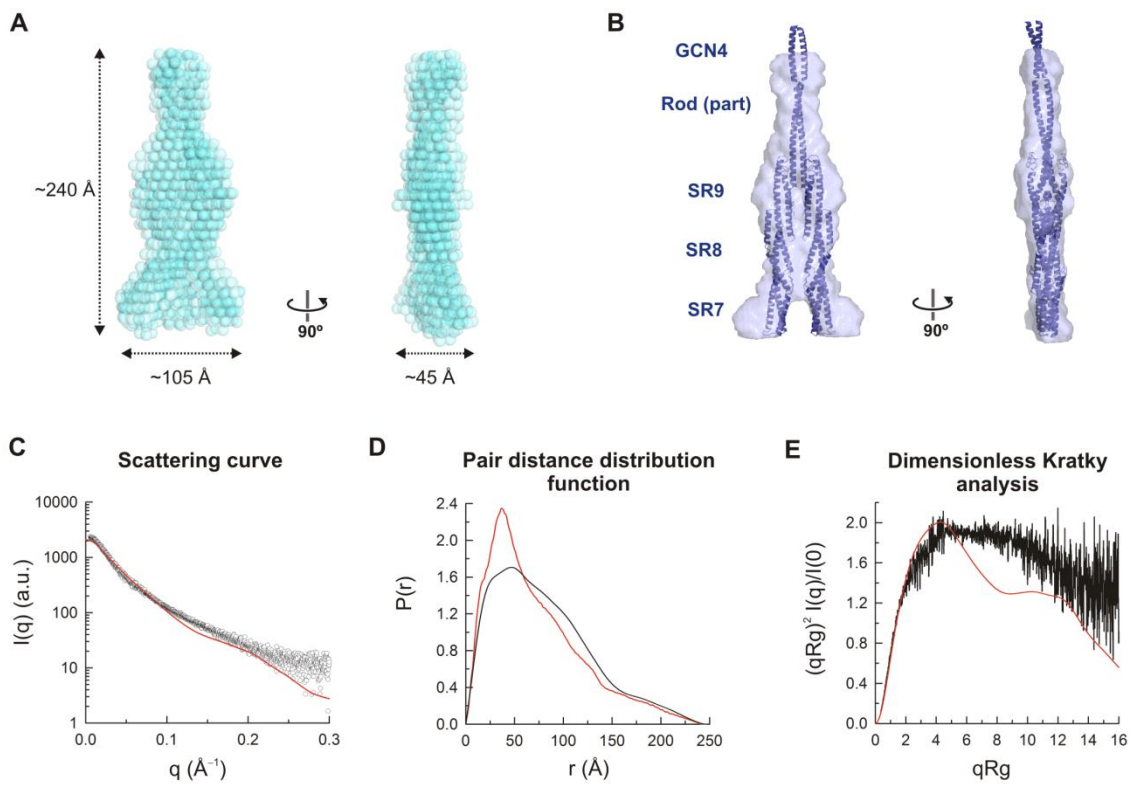 A
~240 Å
~105 Å
90º
~45 Å
B
GCN4
Rod (part)
SR9
SR8
SR7
90º
C
Scattering curve
I(q) (a.u.)
10000
1000
100
10
1
0.0 0.1 0.2 0.3
q (Å⁻¹)
D
Pair distance distribution
function
P(r)
2.4
2.0
1.6
1.2
0.8
0.4
0.0
0 50 100 150 200 250
r (Å)
E
Dimensionless Kratky
analysis
(qRg)² I(q)/I(0)
2.0
1.6
1.2
0.8
0.4
0.0
0 2 4 6 8 10 12 14 16
qRg